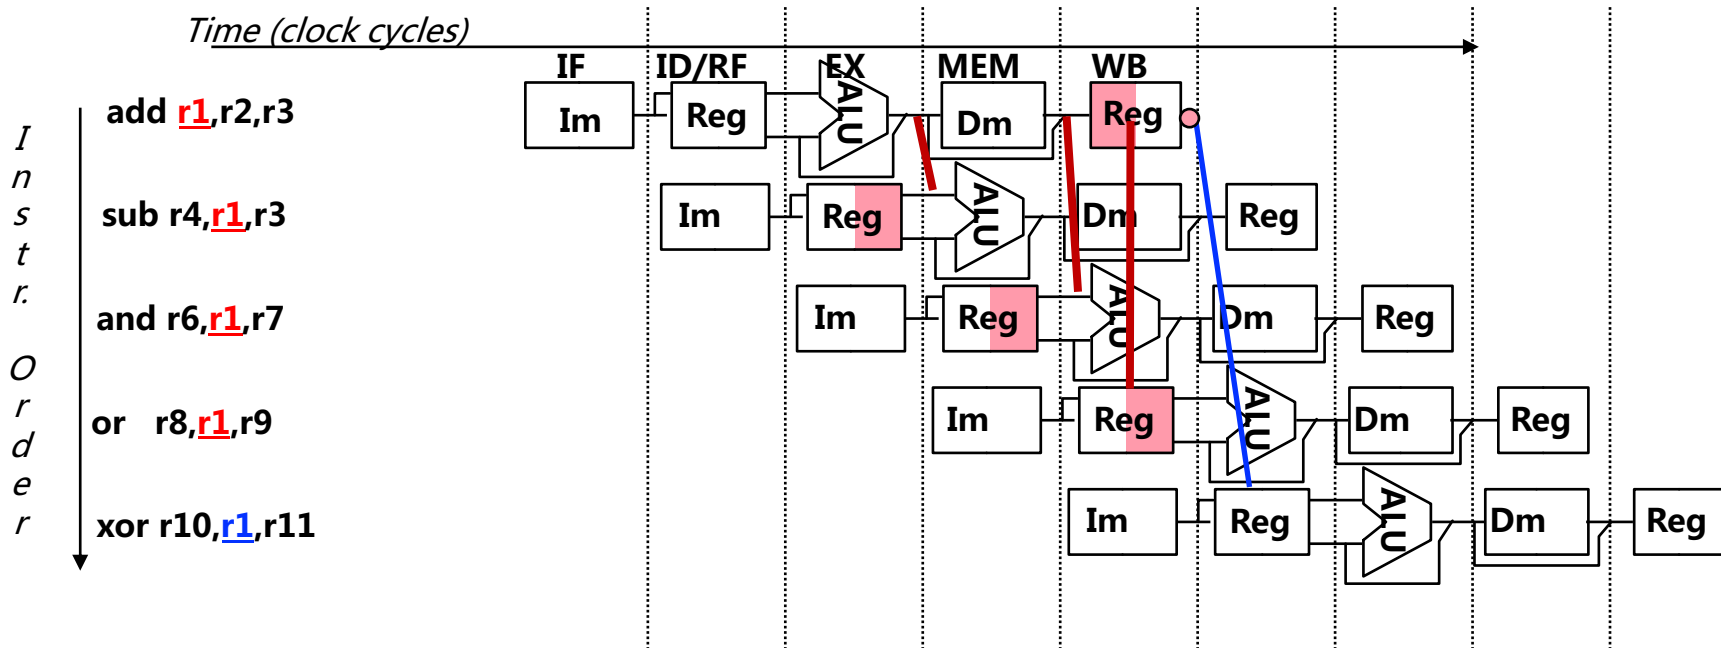 Time (clock cycles)
IF ID/RF EX MEM WB
Instr. Order
add r1,r2,r3
Im Reg ALU Dm Reg
sub r4,r1,r3
Im Reg ALU Dm Reg
and r6,r1,r7
Im Reg ALU Dm Reg
or r8,r1,r9
Im Reg ALU Dm Reg
xor r10,r1,r11
Im Reg ALU Dm Reg